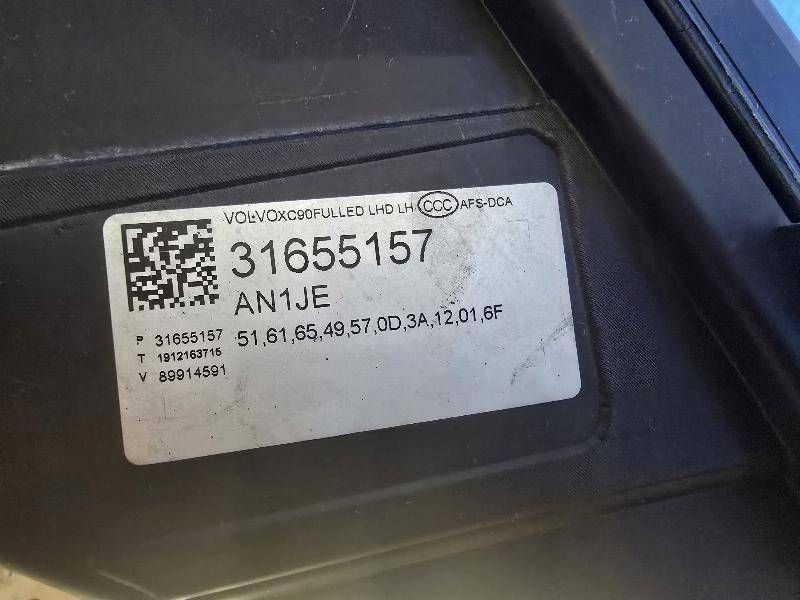 VOLVOXC90FULLED LHD LH CCC AFS-DCA
31655157
AN1JE
51,61,65,49,57,0D,3A,12,01,6F
P 31655157
T 1912163715
V 89914591